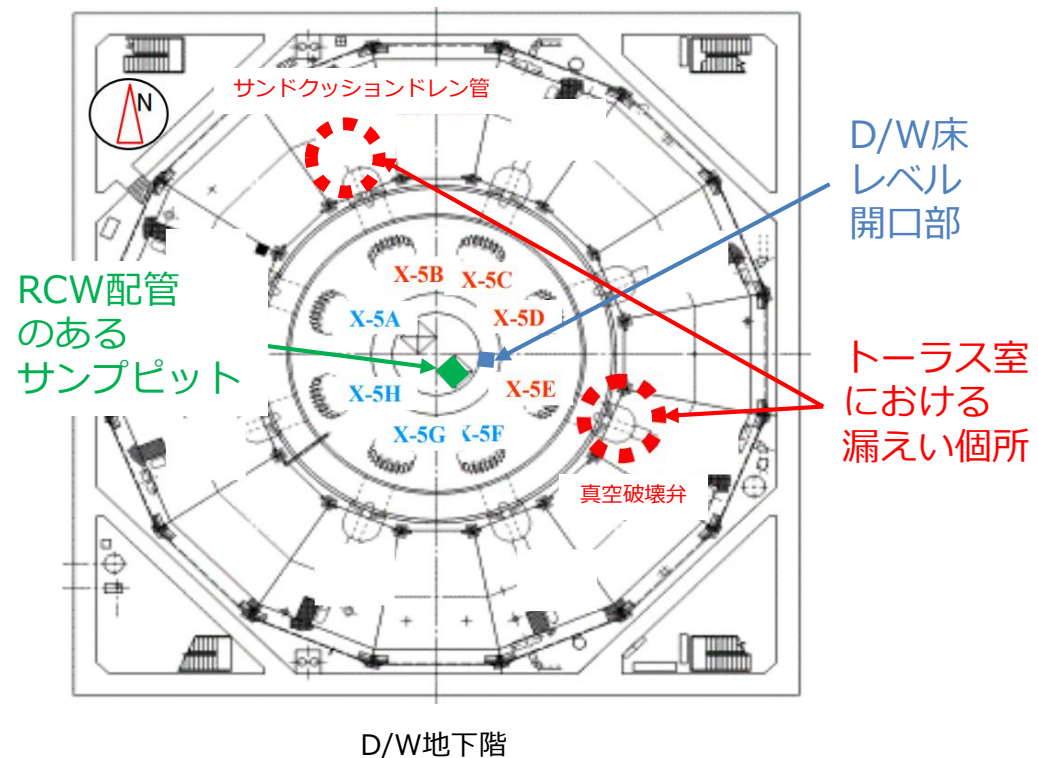 サンドクッションドレン管
N
D/W床
レベル
開口部
RCW配管
のある
サンプピット
X-5B
X-5C
X-5A
X-5D
X-5H
X-5E
X-5G
X-5F
トーラス室
における
漏えい個所
真空破壊弁
D/W地下階